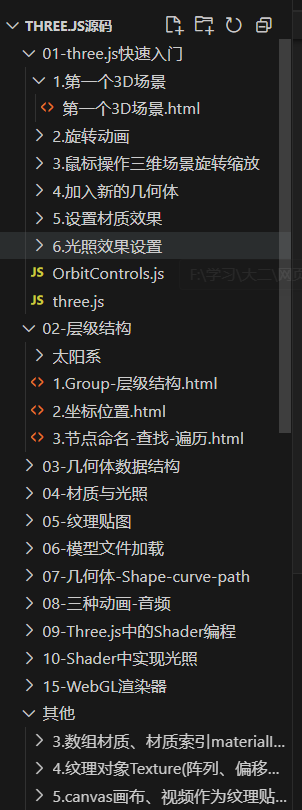 THREE.JS源码
01-three.js快速入门
1.第一个3D场景
第一个3D场景.html
2.旋转动画
3.鼠标操作三维场景旋转缩放
4.加入新的几何体
5.设置材质效果
6.光照效果设置
JS OrbitControls.js
F:\学习\大二\网页
JS three.js
02-层级结构
太阳系
1.Group-层级结构.html
2.坐标位置.html
3.节点命名-查找-遍历.html
03-几何体数据结构
04-材质与光照
05-纹理贴图
06-模型文件加载
07-几何体-Shape-curve-path
08-三种动画-音频
09-Three.js中的Shader编程
10-Shader中实现光照
15-WebGL渲染器
其他
3.数组材质、材质索引materialI...
4.纹理对象Texture(阵列、偏移...
5.canvas画布、视频作为纹理贴...